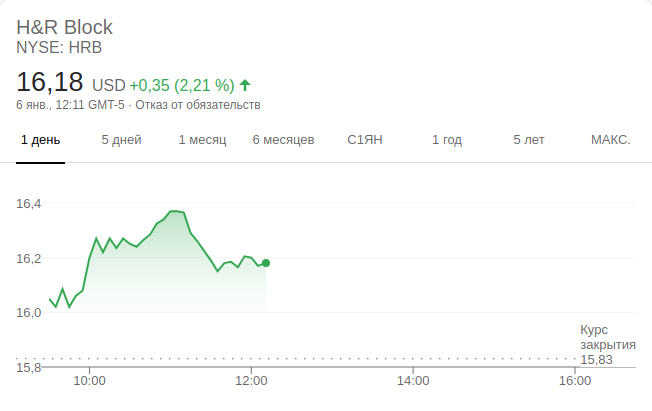 H&R Block
NYSE: HRB
16,18 USD +0,35 (2,21 %)
6 янв., 12:11 GMT-5 · Отказ от обязательств
1 день 5 дней 1 месяц 6 месяцев С1ЯН 1 год 5 лет МАКС.
16,4
16,2
16,0
15,8
Курс
закрытия
15,83
10:00 12:00 14:00 16:00